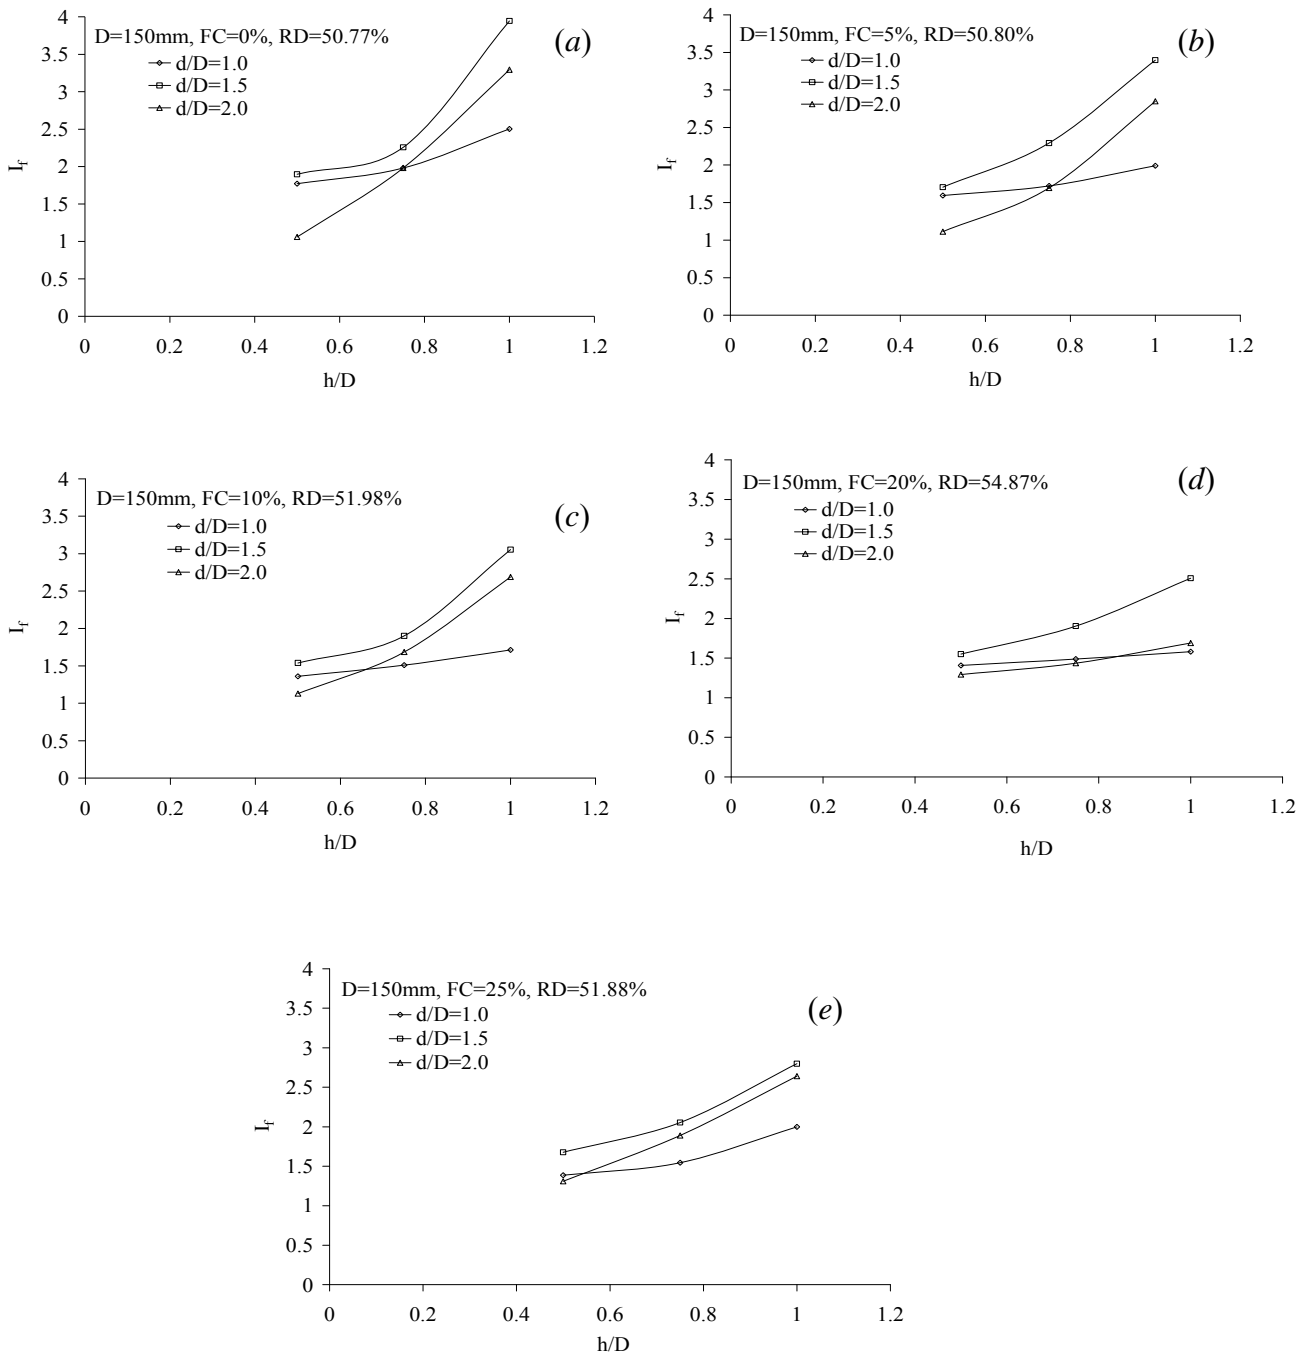 D=150mm, FC=0%, RD=50.77%
(a)
d/D=1.0
d/D=1.5
d/D=2.0
4
3.5
3
2.5
2
1.5
1
0.5
0
I_f
0 0.2 0.4 0.6 0.8 1 1.2
h/D
D=150mm, FC=5%, RD=50.80%
(b)
d/D=1.0
d/D=1.5
d/D=2.0
4
3.5
3
2.5
2
1.5
1
0.5
0
I_f
0 0.2 0.4 0.6 0.8 1 1.2
h/D
D=150mm, FC=10%, RD=51.98%
(c)
d/D=1.0
d/D=1.5
d/D=2.0
4
3.5
3
2.5
2
1.5
1
0.5
0
I_f
0 0.2 0.4 0.6 0.8 1 1.2
h/D
D=150mm, FC=20%, RD=54.87%
(d)
d/D=1.0
d/D=1.5
d/D=2.0
4
3.5
3
2.5
2
1.5
1
0.5
0
I_f
0 0.2 0.4 0.6 0.8 1 1.2
h/D
D=150mm, FC=25%, RD=51.88%
(e)
d/D=1.0
d/D=1.5
d/D=2.0
4
3.5
3
2.5
2
1.5
1
0.5
0
I_f
0 0.2 0.4 0.6 0.8 1 1.2
h/D